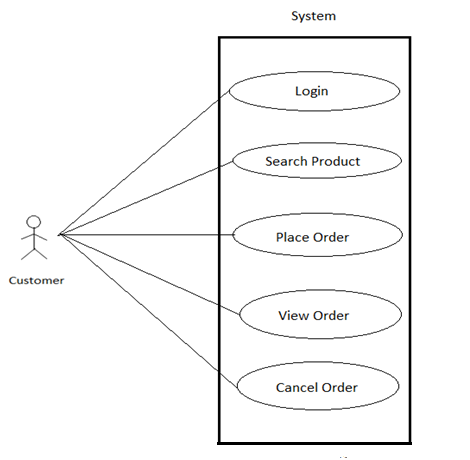 System
Login
Search Product
Place Order
View Order
Cancel Order
Customer